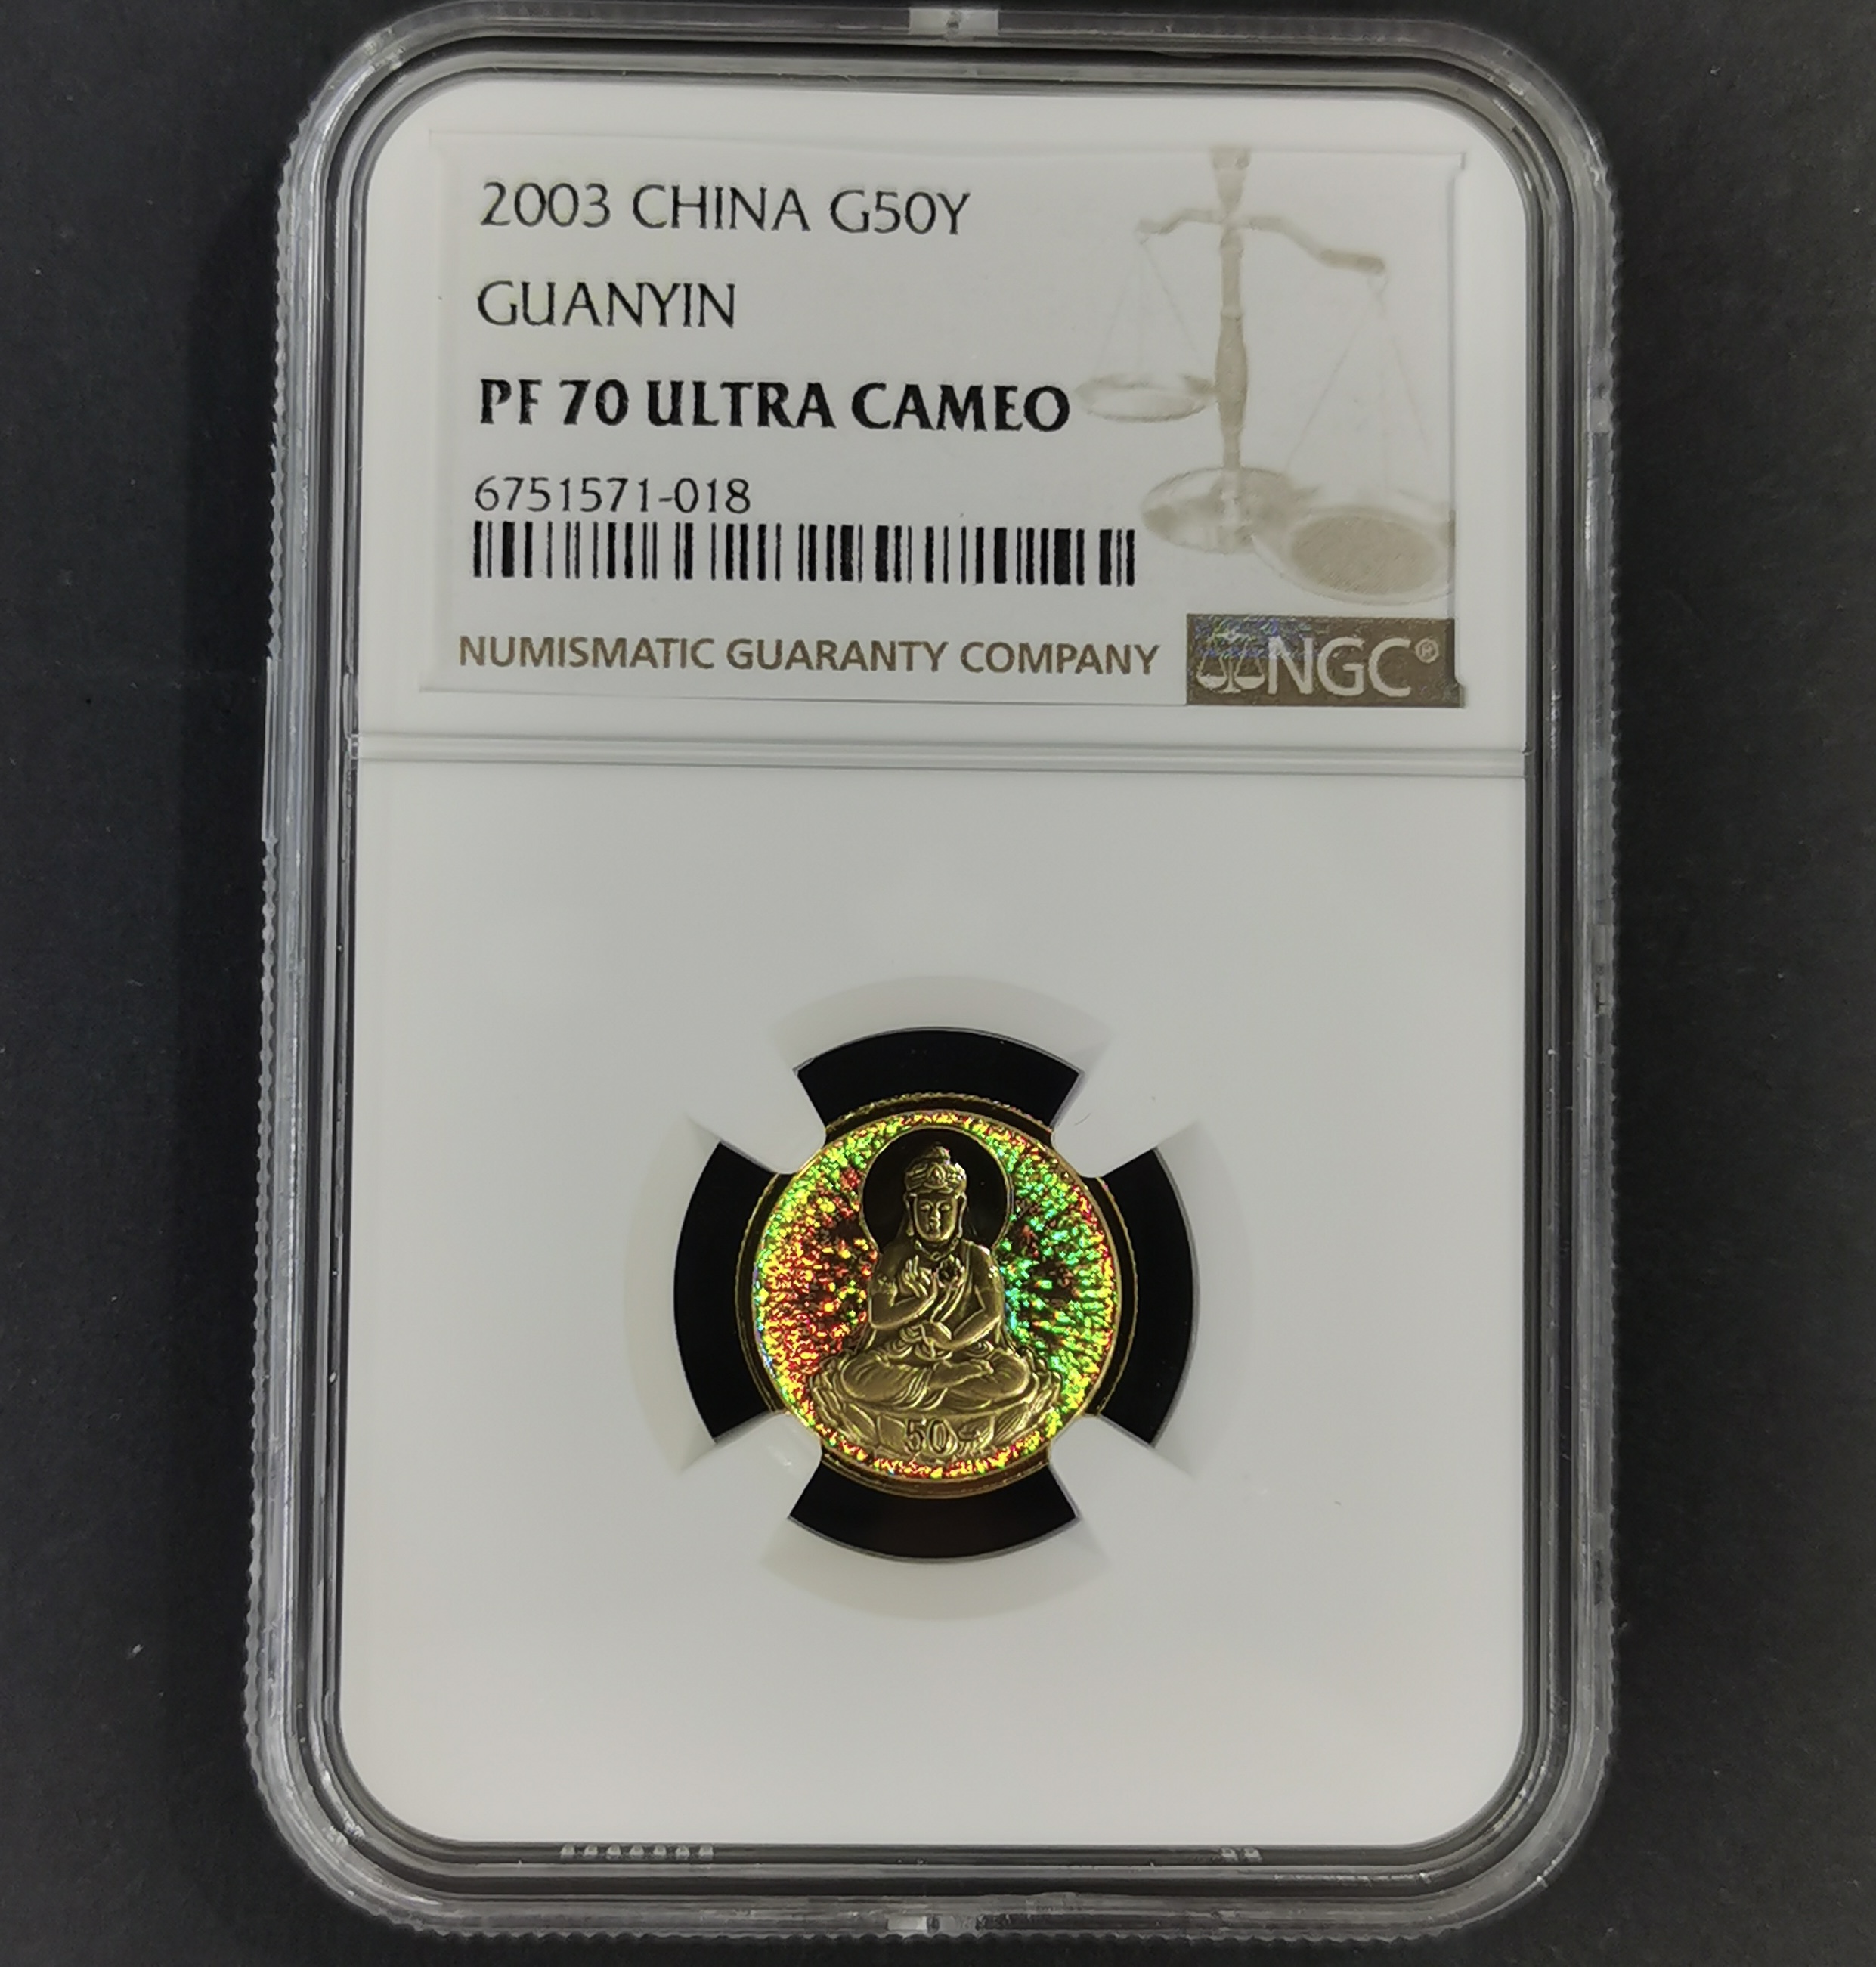 2003 CHINA G50Y
GUANYIN
PF 70 ULTRA CAMEO
6751571-018
NUMISMATIC GUARANTY COMPANY
NGC®
50